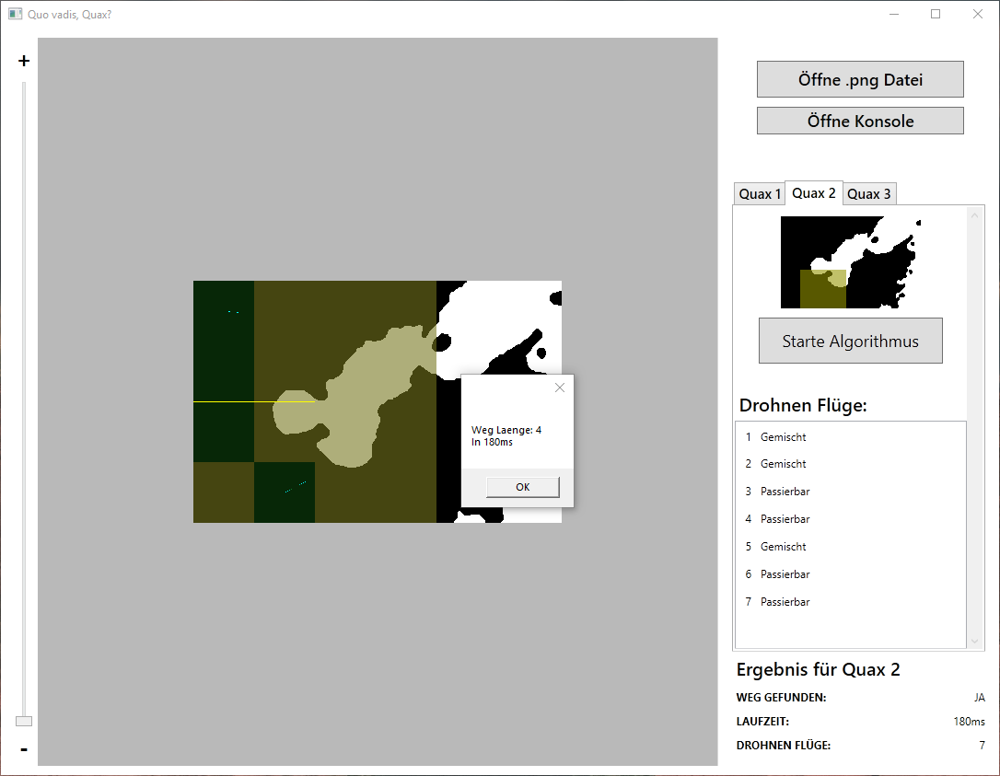 Quo vadis, Quax?
+
-
Öffne .png Datei
Öffne Konsole
Quax 1 Quax 2 Quax 3
Starte Algorithmus
Drohnen Flüge:
1 Gemischt
2 Gemischt
3 Passierbar
4 Passierbar
5 Gemischt
6 Passierbar
7 Passierbar
Weg Laenge: 4
In 180ms
OK
Ergebnis für Quax 2
WEG GEFUNDEN: JA
LAUFZEIT: 180ms
DROHNEN FLÜGE: 7